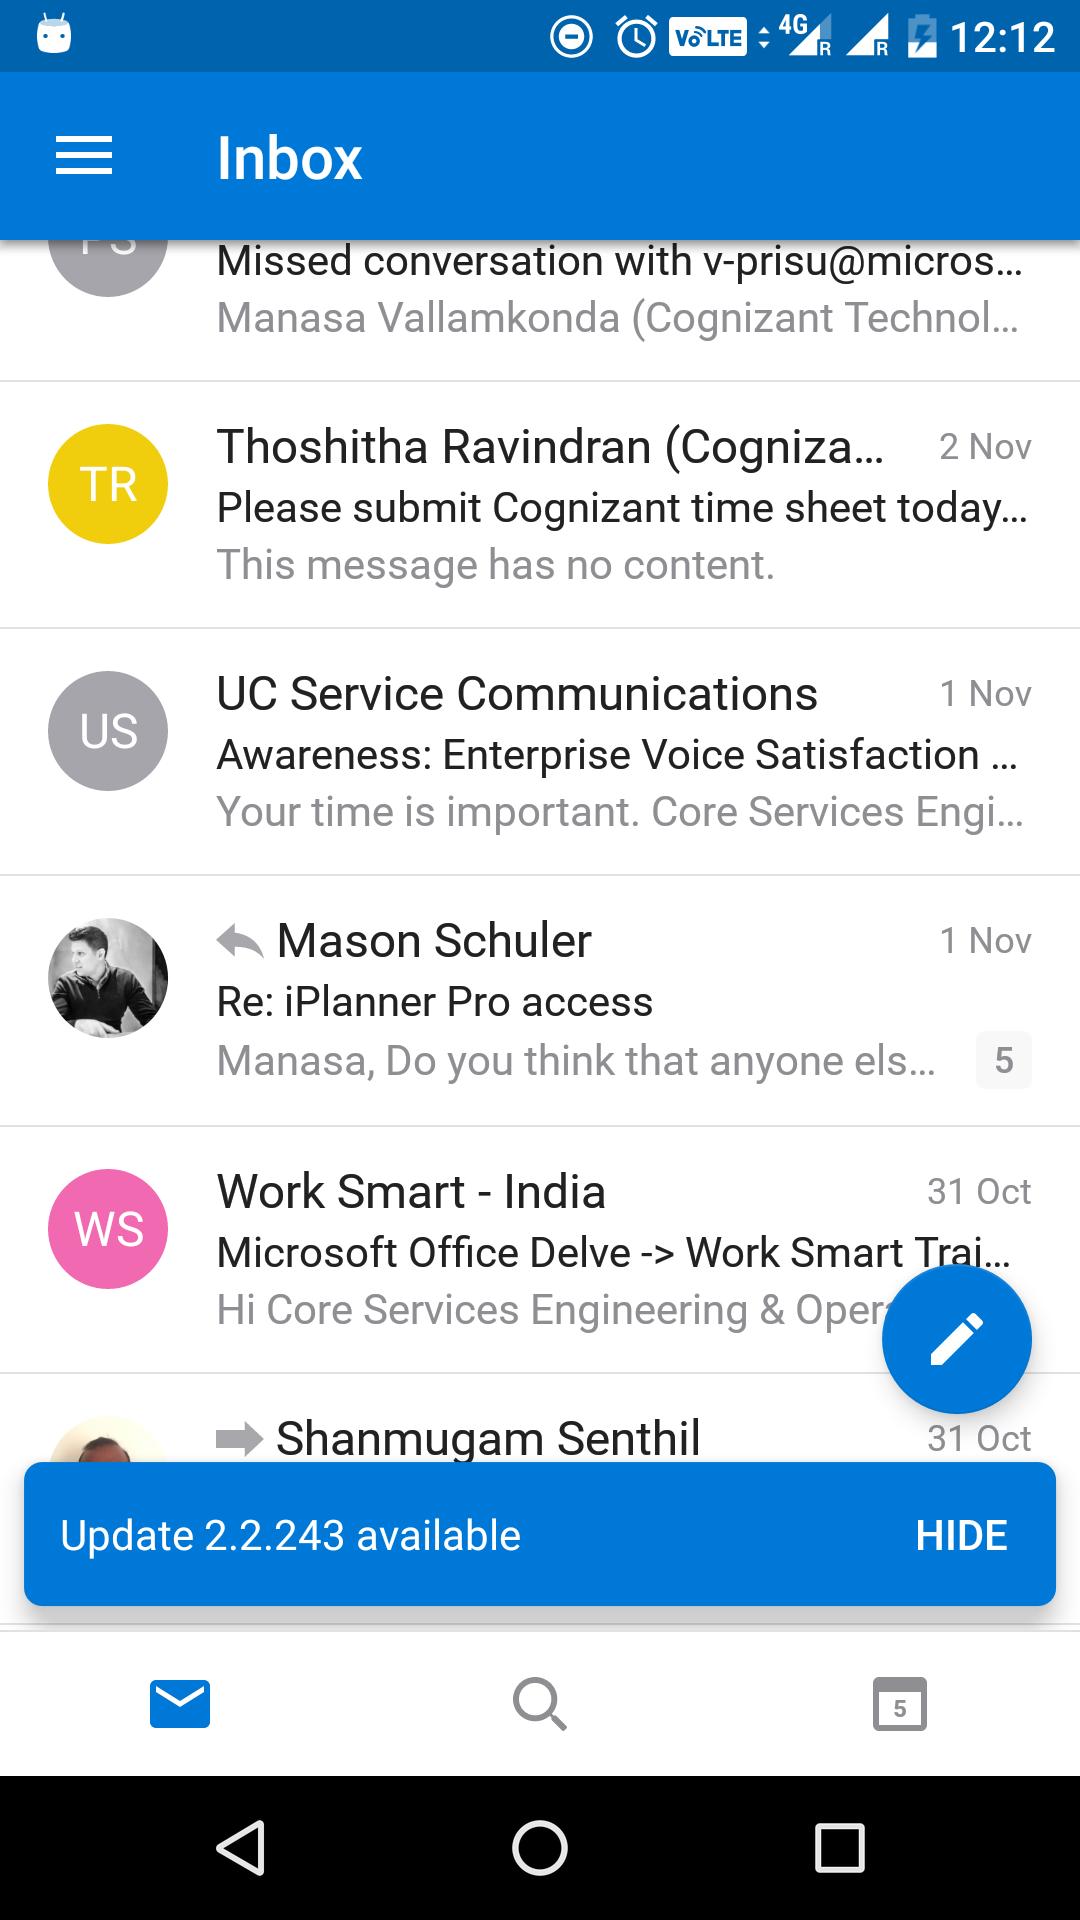 VoLTE 4G R R 12:12
Inbox
PS
Missed conversation with v-prisu@micros...
Manasa Vallamkonda (Cognizant Technol...
TR
Thoshitha Ravindran (Cogniza... 2 Nov
Please submit Cognizant time sheet today...
This message has no content.
US
UC Service Communications 1 Nov
Awareness: Enterprise Voice Satisfaction ...
Your time is important. Core Services Engi...
Mason Schuler 1 Nov
Re: iPlanner Pro access
Manasa, Do you think that anyone els... 5
WS
Work Smart - India 31 Oct
Microsoft Office Delve -> Work Smart Trai...
Hi Core Services Engineering & Oper
Shanmugam Senthil 31 Oct
Update 2.2.243 available HIDE
5